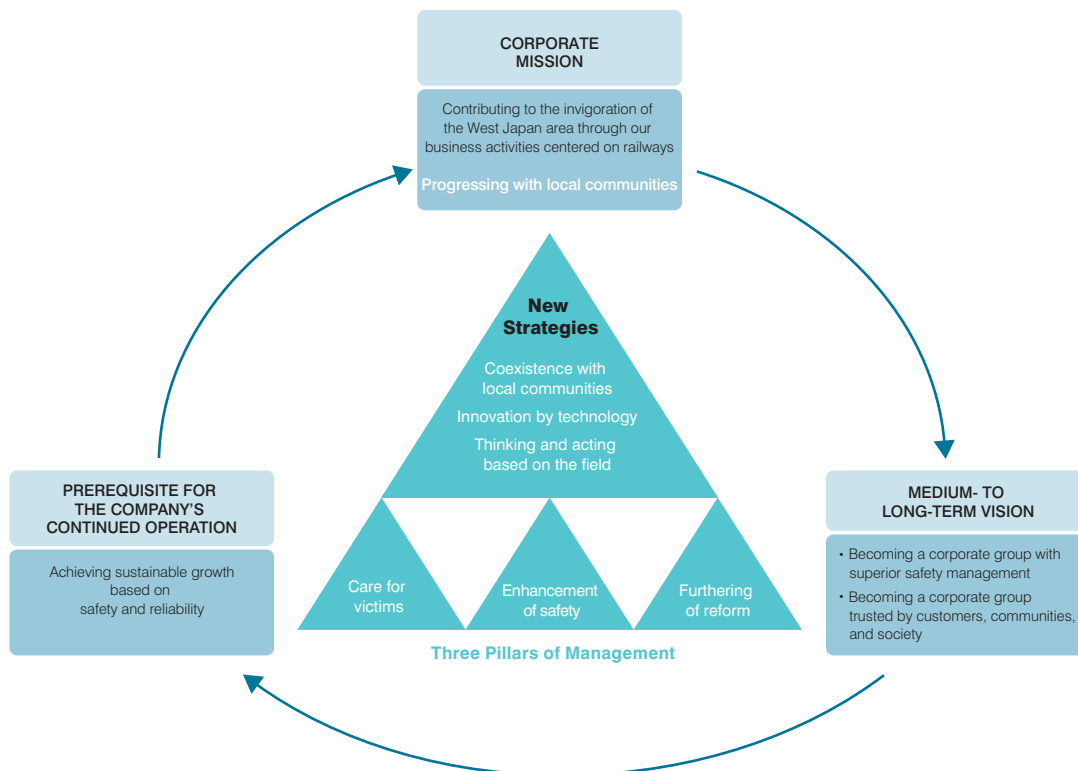 CORPORATE
MISSION
Contributing to the invigoration of
the West Japan area through our
business activities centered on railways
Progressing with local communities
New
Strategies
Coexistence with
local communities
Innovation by technology
Thinking and acting
based on the field
PREREQUISITE FOR
THE COMPANY'S
CONTINUED OPERATION
Achieving sustainable growth
based on
safety and reliability
MEDIUM- TO
LONG-TERM VISION
• Becoming a corporate group with
superior safety management
• Becoming a corporate group
trusted by customers, communities,
and society
Care for
victims
Enhancement
of safety
Furthering
of reform
Three Pillars of Management